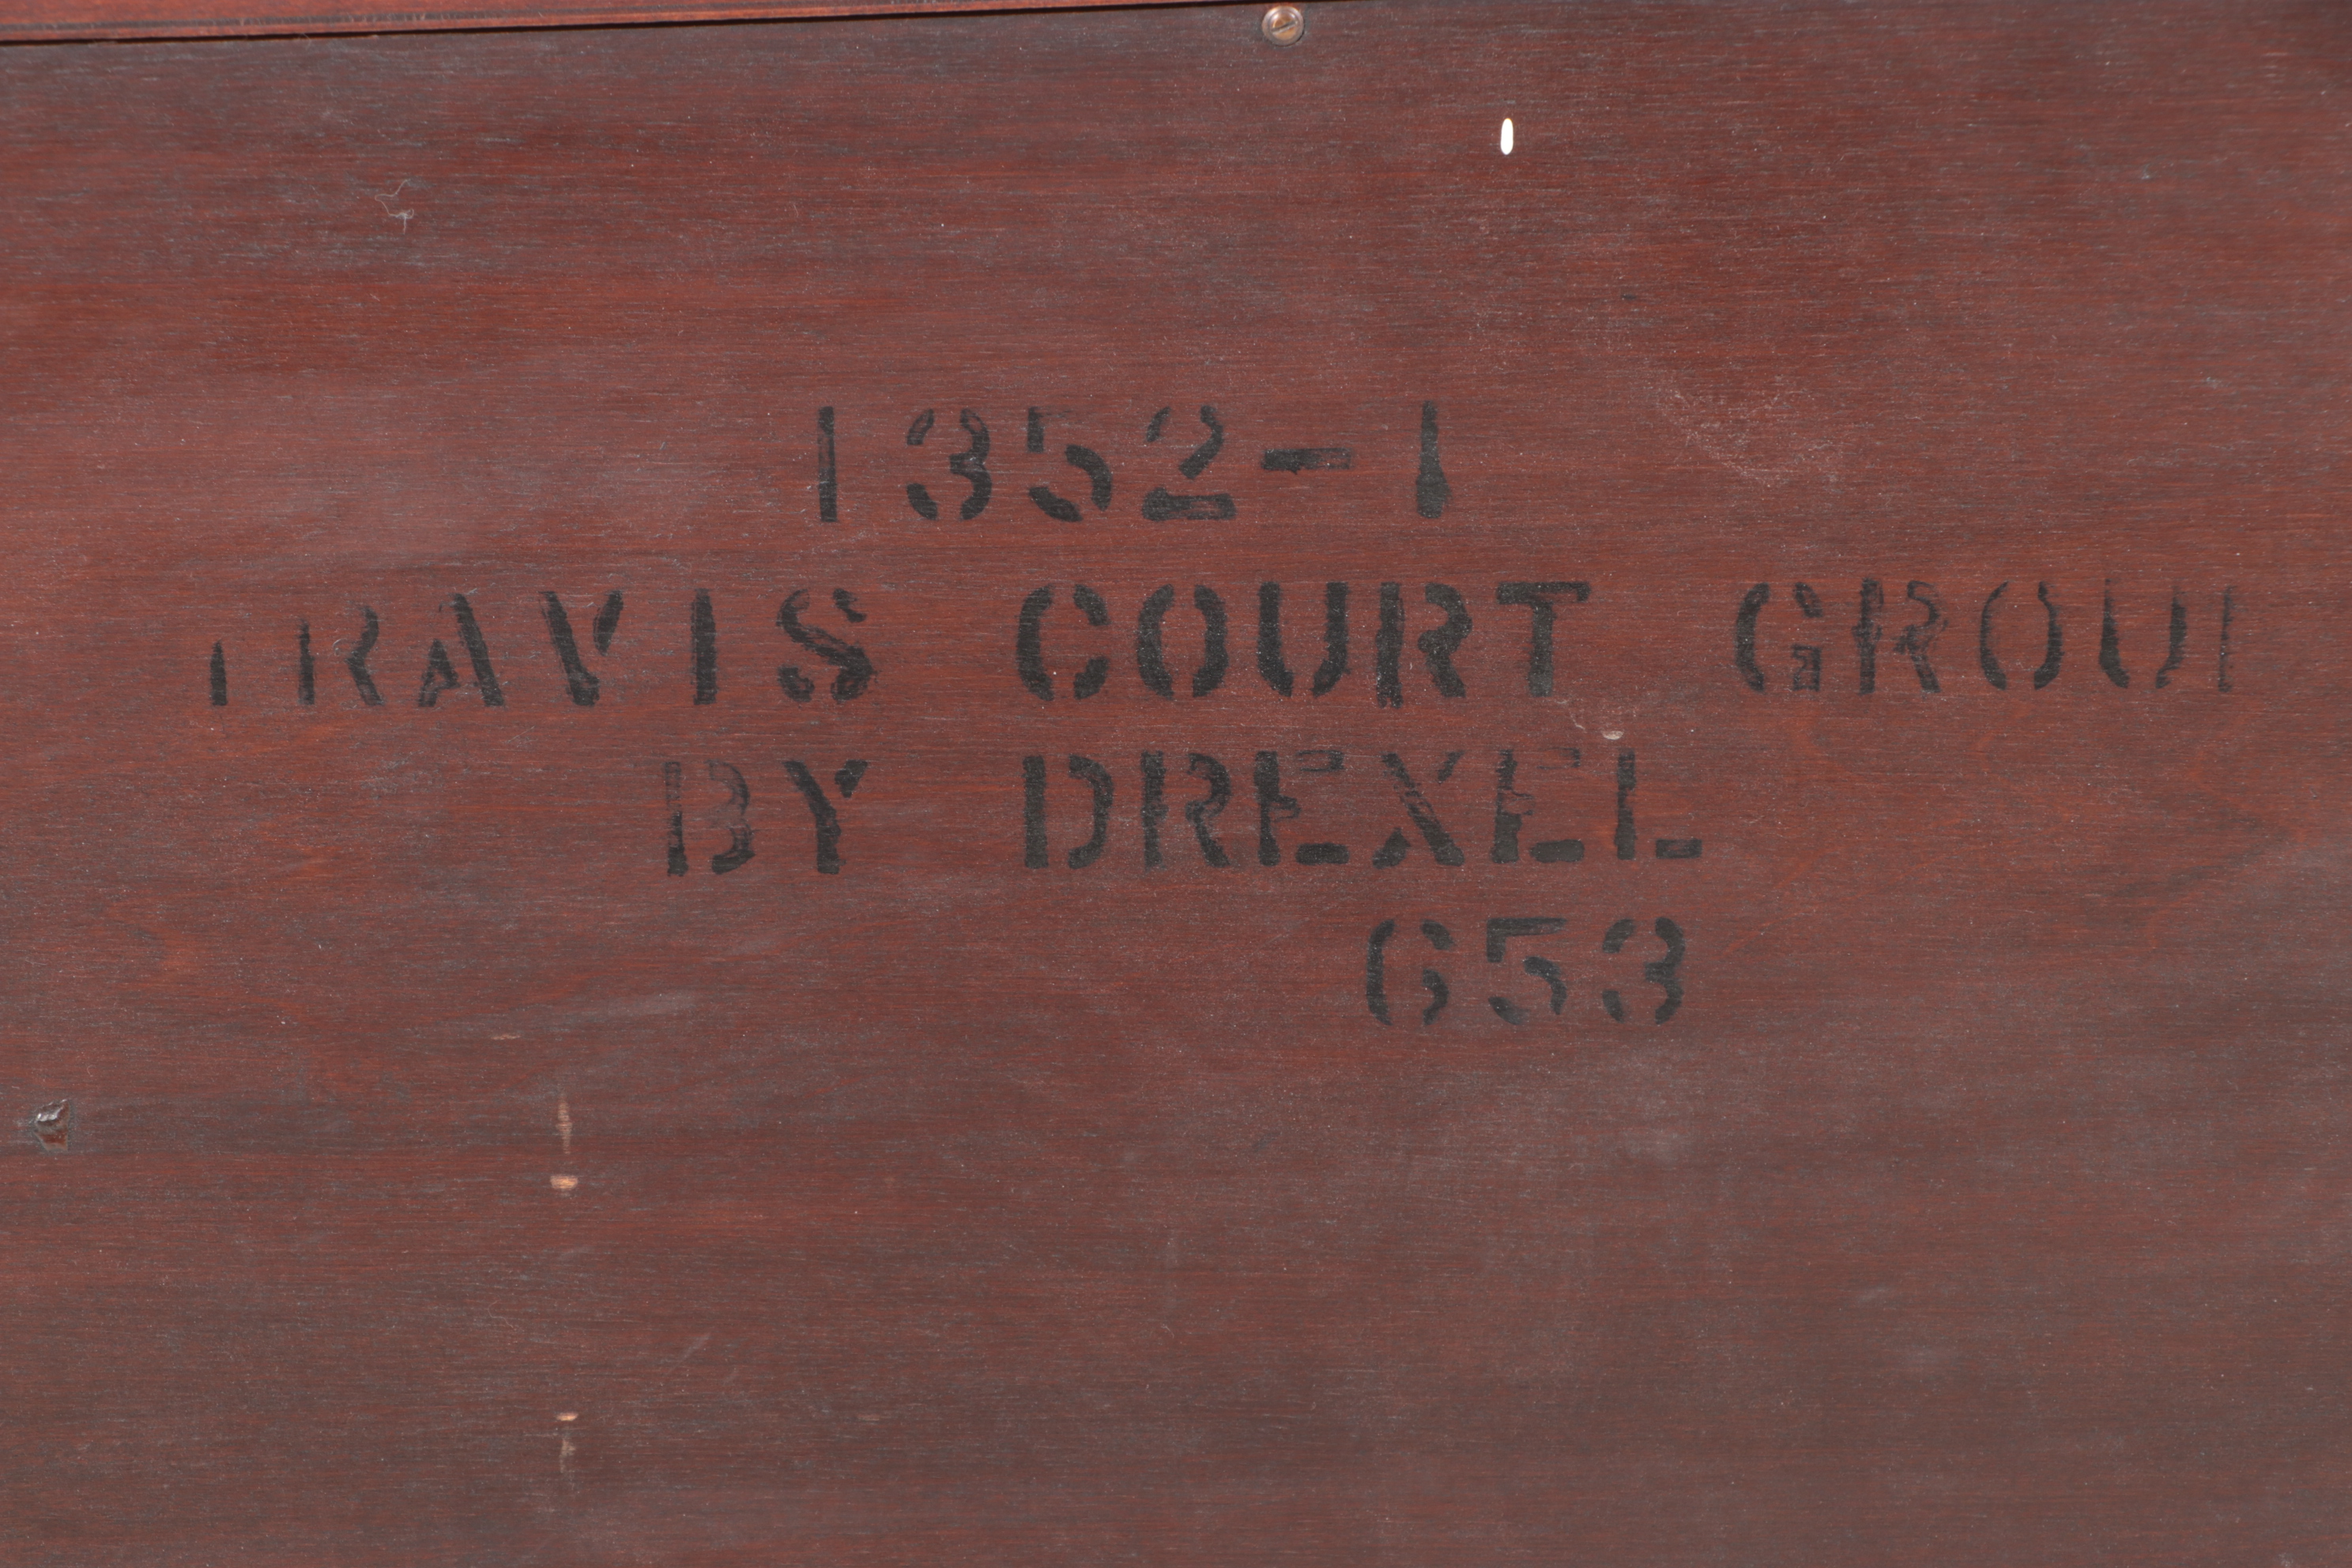 1352-1
TRAVIS COURT GROUP
BY DREXEL
653